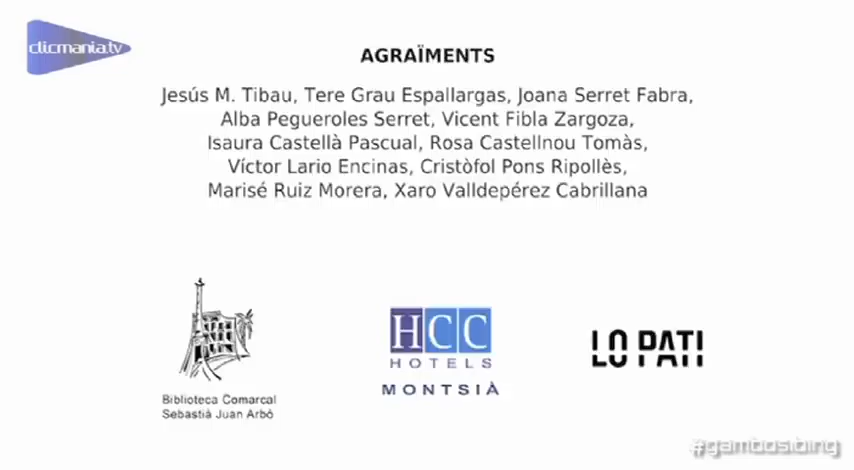 clicmania.tv
AGRAÏMENTS
Jesús M. Tibau, Tere Grau Espallargas, Joana Serret Fabra,
Alba Pegueroles Serret, Vicent Fibla Zargoza,
Isaura Castellà Pascual, Rosa Castellnou Tomàs,
Víctor Lario Encinas, Cristòfol Pons Ripollès,
Marisé Ruiz Morera, Xaro Valldepérez Cabrillana
HCC
HOTELS
MONTSIÀ
LO PATI
Biblioteca Comarcal
Sebastià Juan Arbó
#gambusibing